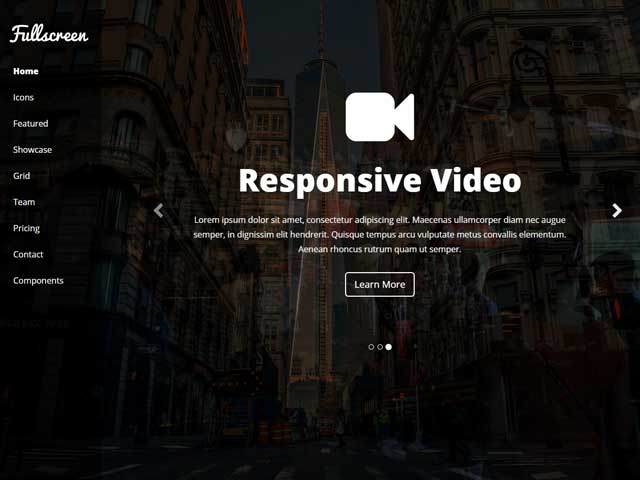 Fullscreen
Home
Icons
Featured
Showcase
Grid
Team
Pricing
Contact
Components
Responsive Video
Lorem ipsum dolor sit amet, consectetur adipiscing elit. Maecenas ullamcorper diam nec augue
semper, in dignissim elit hendrerit. Quisque tempus arcu vulputate metus convallis elementum.
Aenean rhoncus rutrum quam ut semper.
Learn More